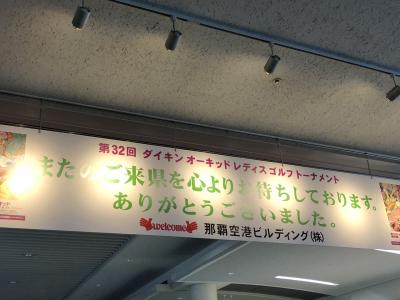 第32回 ダイキン オーキッド レディス ゴルフ トーナメント
またのご来県を心よりお待ちしております。
ありがとうございました。
welcome 那覇空港ビルディング(株)